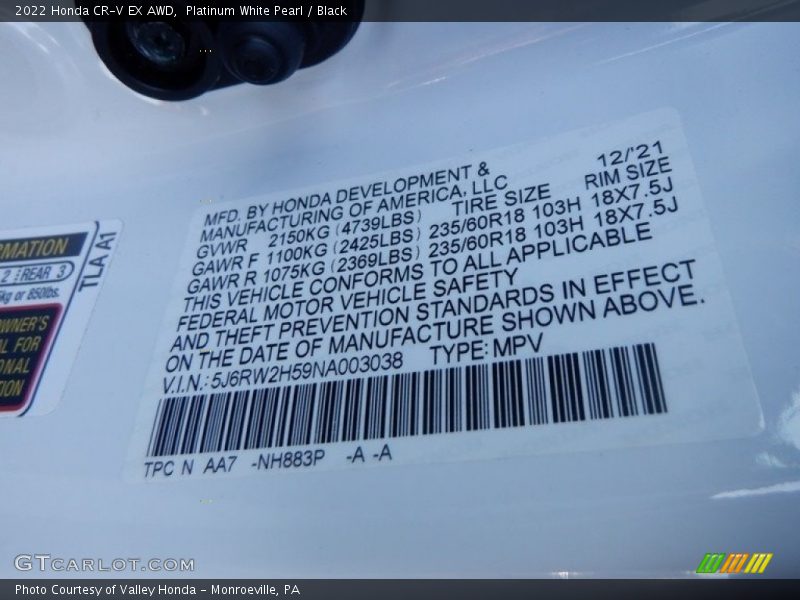 2022 Honda CR-V EX AWD, Platinum White Pearl / Black
MFD. BY HONDA DEVELOPMENT & 12/'21
MANUFACTURING OF AMERICA, LLC RIM SIZE
GVWR 2150KG (4739LBS) TIRE SIZE
GAWR F 1100KG (2425LBS) 235/60R18 103H 18X7.5J
GAWR R 1075KG (2369LBS) 235/60R18 103H 18X7.5J
THIS VEHICLE CONFORMS TO ALL APPLICABLE
FEDERAL MOTOR VEHICLE SAFETY
AND THEFT PREVENTION STANDARDS IN EFFECT
ON THE DATE OF MANUFACTURE SHOWN ABOVE.
V.I.N.: 5J6RW2H59NA003038 TYPE: MPV
TPC N AA7 -NH883P -A -A
RMATION
2 REAR 3
kg or 850lbs.
TLA A1
OWNER'S
AL FOR
ONAL
TION
GTCARLOT.COM
Photo Courtesy of Valley Honda - Monroeville, PA